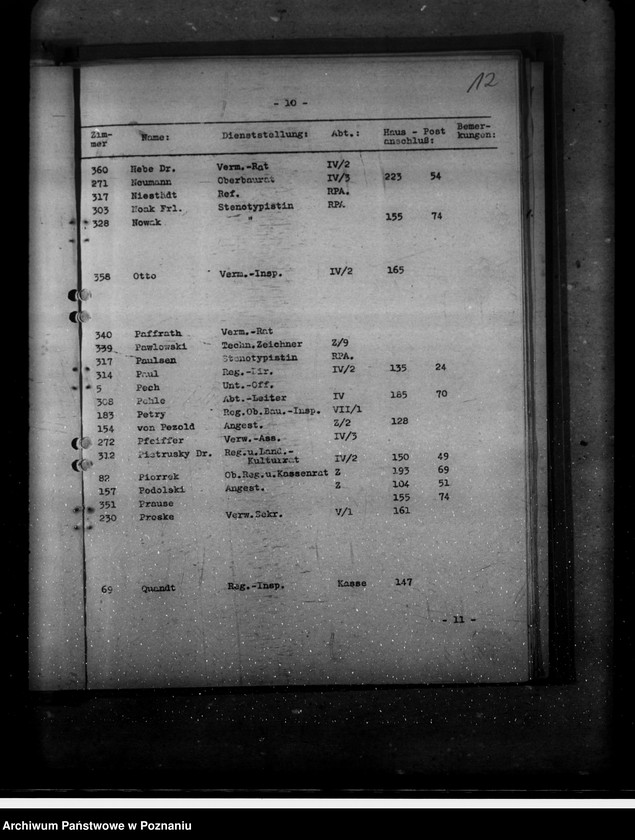 12
- 10 -
Zim- Name: Dienststellung: Abt.: Haus - Post Bemer-
mer anschluß: kungen:
360 Hebe Dr. Verm.-Rat IV/2
271 Neumann Oberbaurat IV/3 223 54
317 Niestädt Ref. RPA.
303 Noak Frl. Stenotypistin RPA.
328 Nowak " 155 74
358 Otto Verm.-Insp. IV/2 165
340 Paffrath Verm.-Rat
339 Pawlowski Techn.Zeichner Z/9
317 Paulsen Stenotypistin RPA.
314 Paul Reg.-Dir. IV/2 135 24
5 Pech Unt.-Off.
308 Abt.-Leiter IV 185 70
183 Petry Reg.Ob.Bau.-Insp. VII/1
154 von Pezold Angest. Z/2 128
272 Pfeiffer Verw.-Ass. IV/3
312 Pietrusky Dr. Reg.u.Land.-
Kulturrat IV/2 150 49
82 Piorrek Ob.Reg.u.Kassenrat Z 193 69
157 Podolski Angest. Z 104 51
351 Prause 155 74
230 Proske Verw.Sekr. V/1 161
69 Quandt Reg.-Insp. Kasse 147
- 11 -
Archiwum Państwowe w Poznaniu